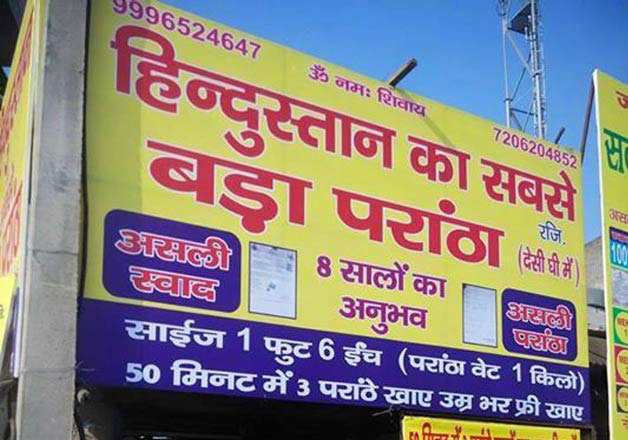 9996524647
ॐ नमः शिवाय
7206204852
हिन्दुस्तान का सबसे
बड़ा परांठा
रजि.
(देसी घी में)
असली
स्वाद
8 सालों का
अनुभव
असली
परांठा
साईज 1 फुट 6 ईंच (परांठा वेट 1 किलो)
50 मिनट में 3 परांठे खाए उम्र भर फ्री खाए
100